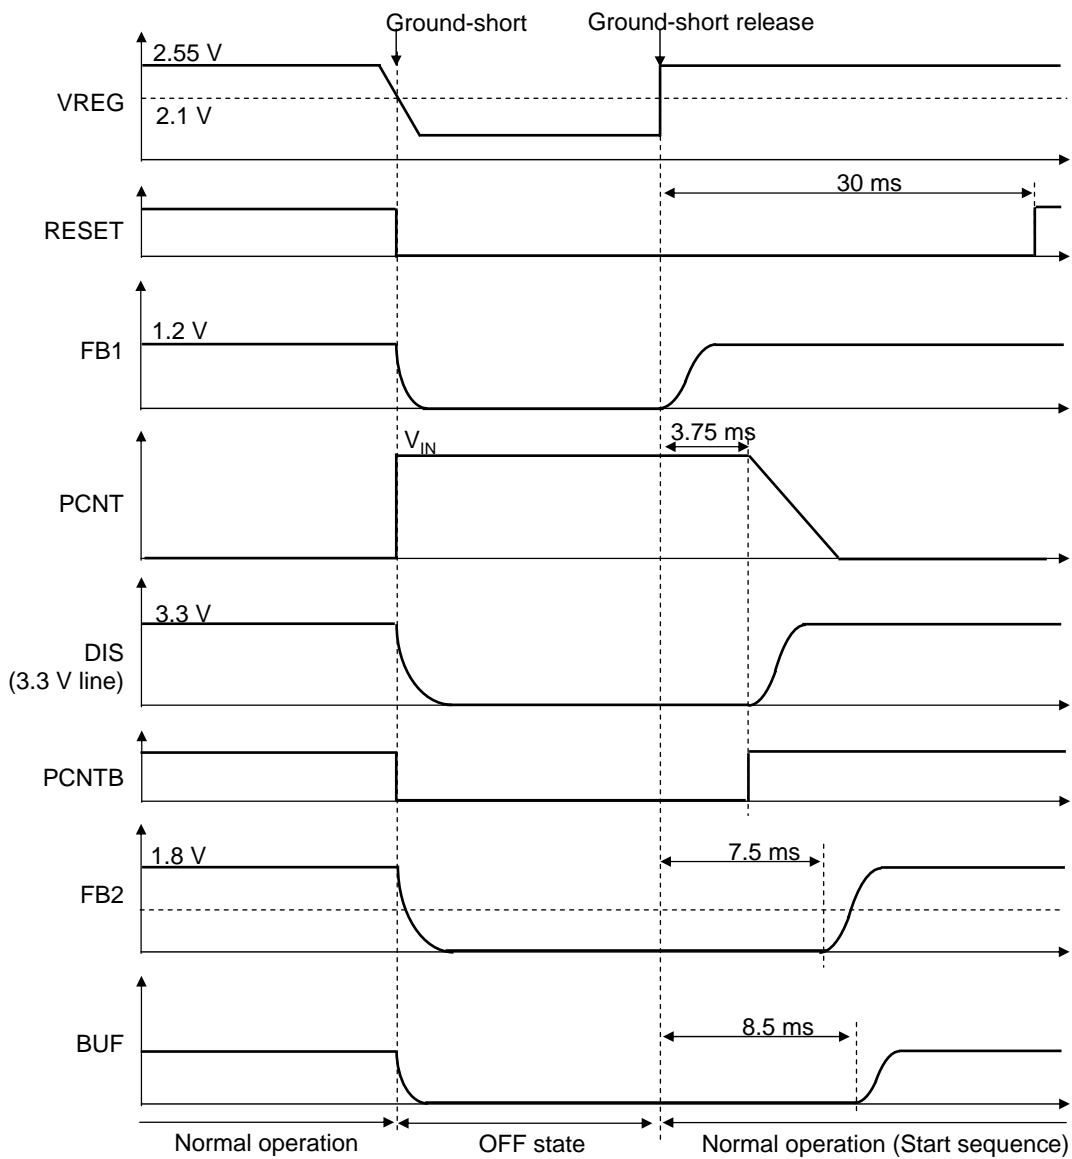 Ground-short
Ground-short release
2.55 V
VREG
2.1 V
30 ms
RESET
1.2 V
FB1
VIN
3.75 ms
PCNT
3.3 V
DIS
(3.3 V line)
PCNTB
1.8 V
7.5 ms
FB2
8.5 ms
BUF
Normal operation
OFF state
Normal operation (Start sequence)